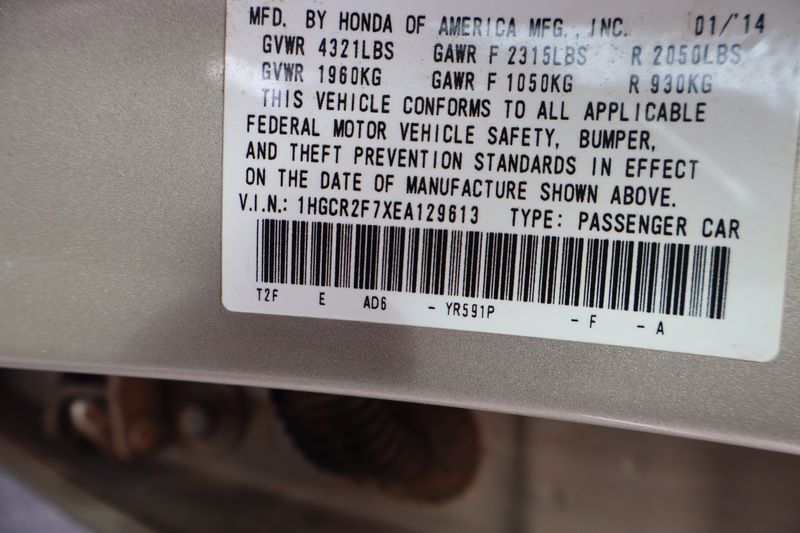 MFD. BY HONDA OF AMERICA MFG., INC. 01/'14
GVWR 4321LBS GAWR F 2315LBS R 2050LBS
GVWR 1960KG GAWR F 1050KG R 930KG
THIS VEHICLE CONFORMS TO ALL APPLICABLE
FEDERAL MOTOR VEHICLE SAFETY, BUMPER,
AND THEFT PREVENTION STANDARDS IN EFFECT
ON THE DATE OF MANUFACTURE SHOWN ABOVE.
V.I.N.: 1HGCR2F7XEA129613 TYPE: PASSENGER CAR
T2F E AD6 - YR591P - F - A